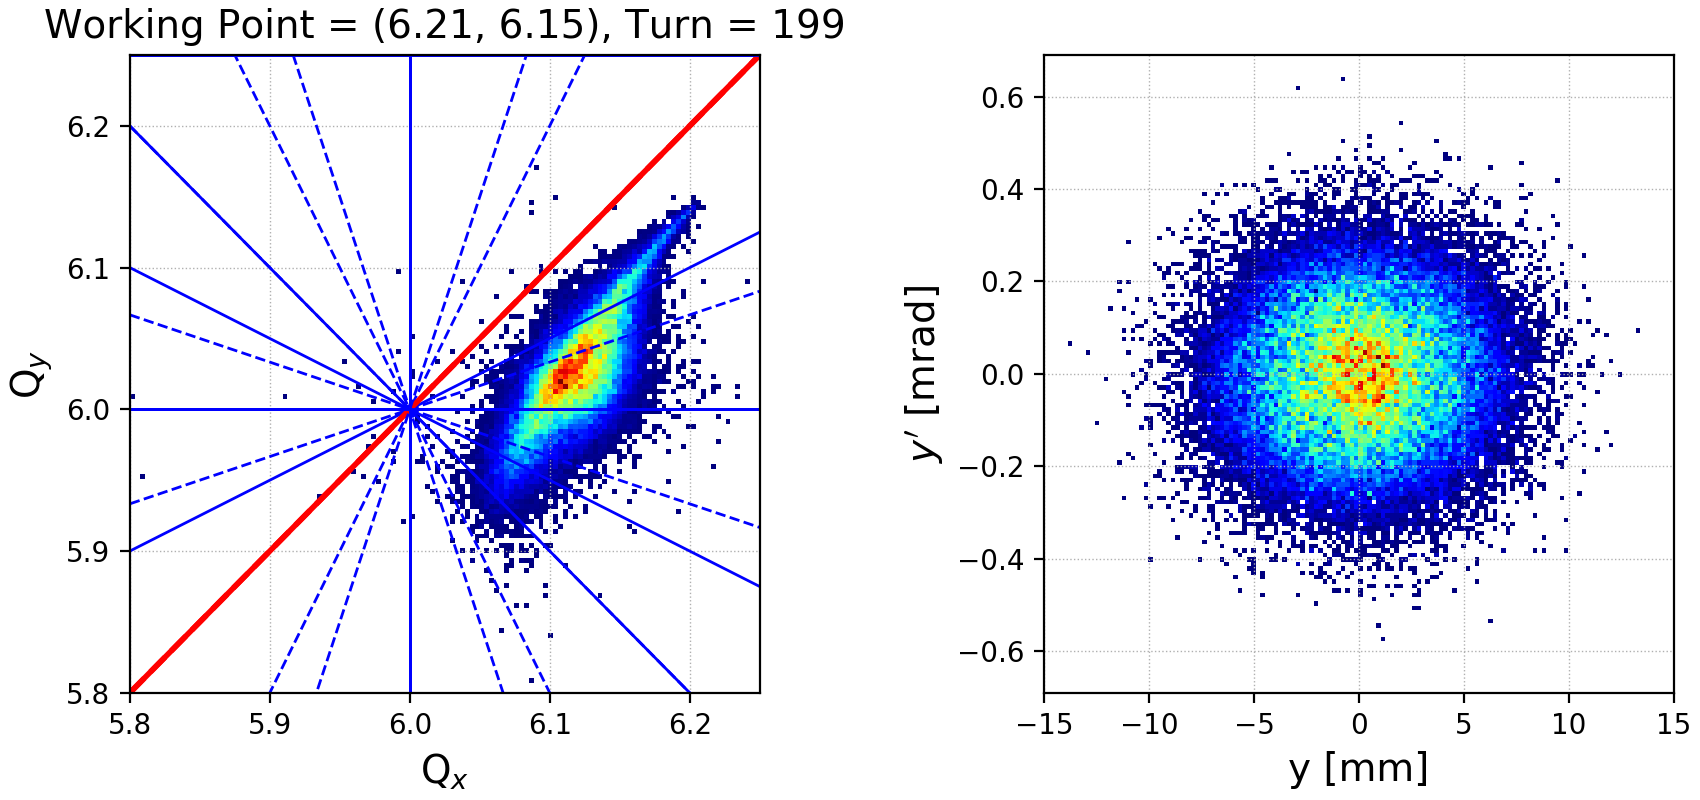 Working Point = (6.21, 6.15), Turn = 199
6.2
6.1
6.0
5.9
5.8
Q_y
5.8 5.9 6.0 6.1 6.2
Q_x
0.6
0.4
0.2
0.0
−0.2
−0.4
−0.6
y′ [mrad]
−15 −10 −5 0 5 10 15
y [mm]